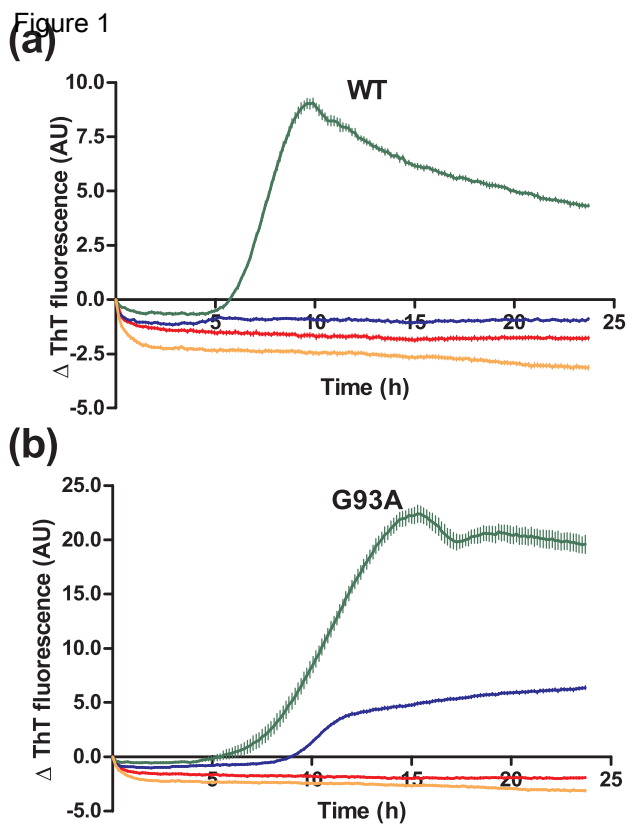 Figure 1
(a)
WT
10.0
7.5
5.0
2.5
0.0
-2.5
-5.0
Δ ThT fluorescence (AU)
5 10 15 20 25
Time (h)
(b)
G93A
25.0
20.0
15.0
10.0
5.0
0.0
-5.0
Δ ThT fluorescence (AU)
5 10 15 20 25
Time (h)